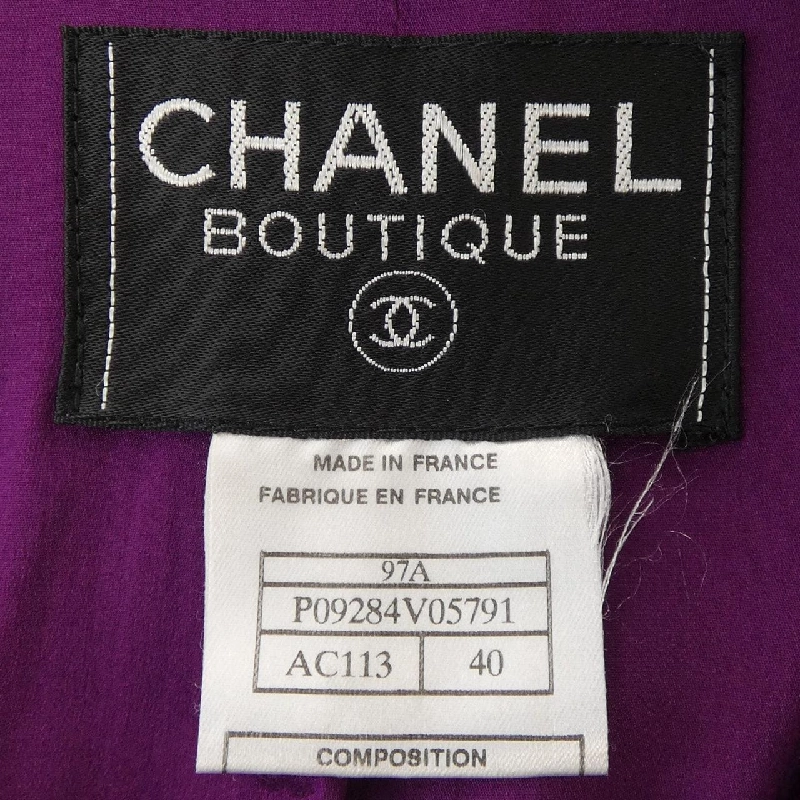 CHANEL
BOUTIQUE
MADE IN FRANCE
FABRIQUE EN FRANCE
97A
P09284V05791
AC113 40
COMPOSITION